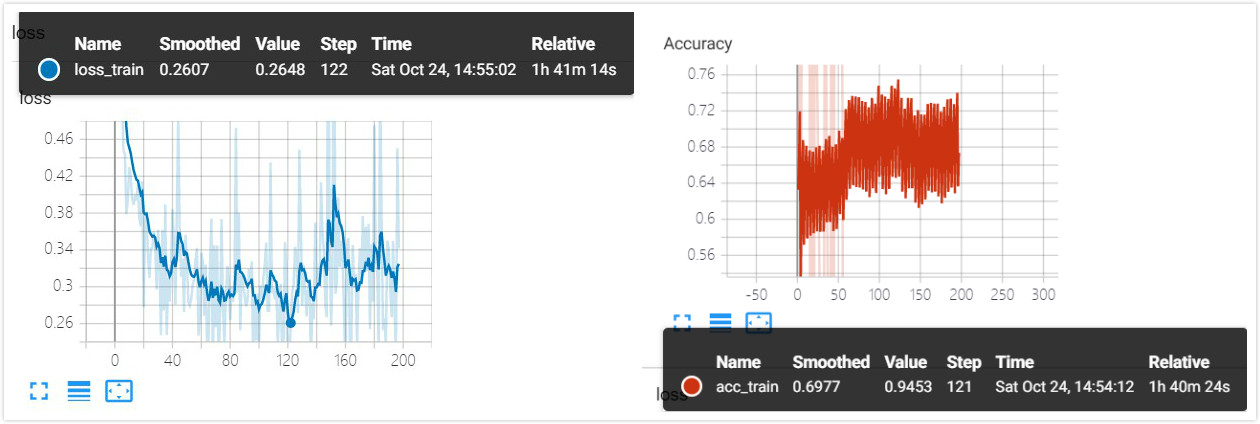 loss
Name Smoothed Value Step Time Relative
loss_train 0.2607 0.2648 122 Sat Oct 24, 14:55:02 1h 41m 14s
loss
0.46
0.42
0.38
0.34
0.3
0.26
0 40 80 120 160 200
Accuracy
0.76
0.72
0.68
0.64
0.6
0.56
-50 0 50 100 150 200 250 300
Name Smoothed Value Step Time Relative
acc_train 0.6977 0.9453 121 Sat Oct 24, 14:54:12 1h 40m 24s
loss